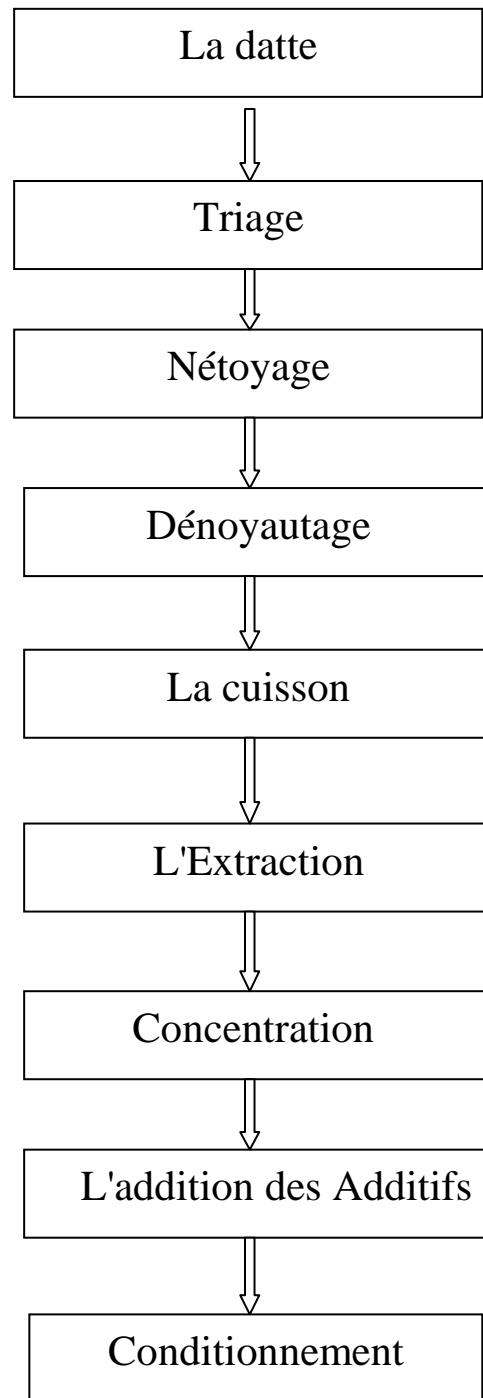 La datte
Triage
Nétoyage
Dénoyautage
La cuisson
L'Extraction
Concentration
L'addition des Additifs
Conditionnement